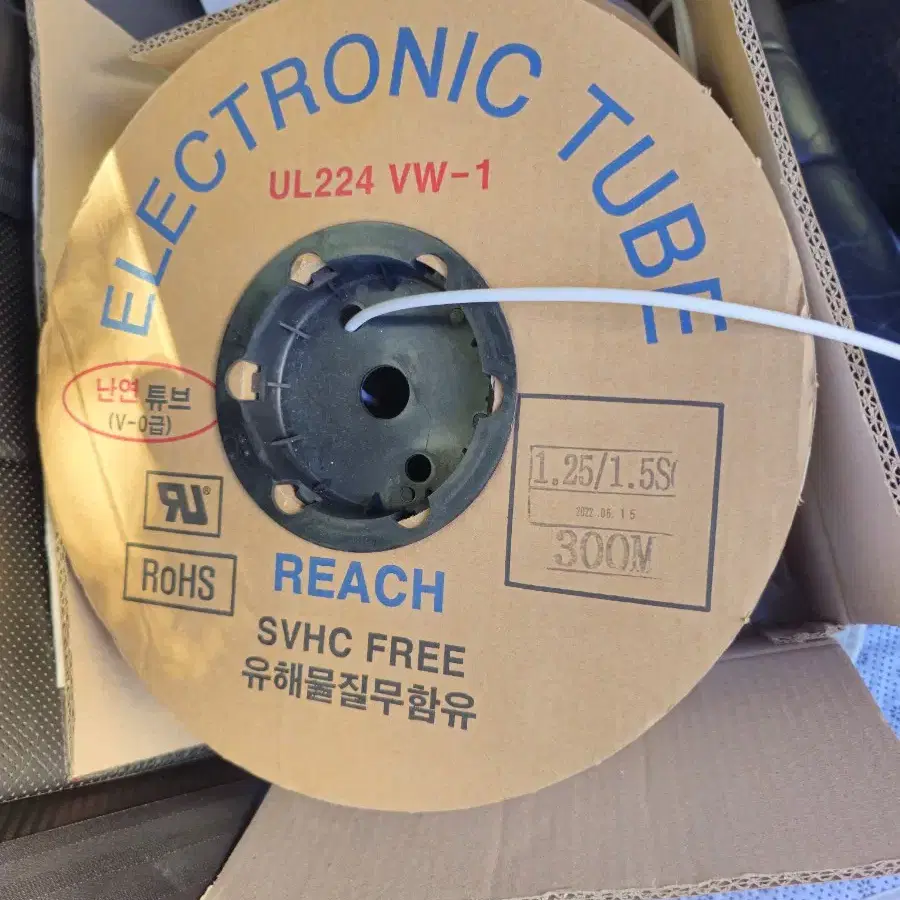 ELECTRONIC TUBE
UL224 VW-1
난연 튜브
(V-0급)
RU®
RoHS
1.25/1.5S
2022.06.15
300M
REACH
SVHC FREE
유해물질무함유